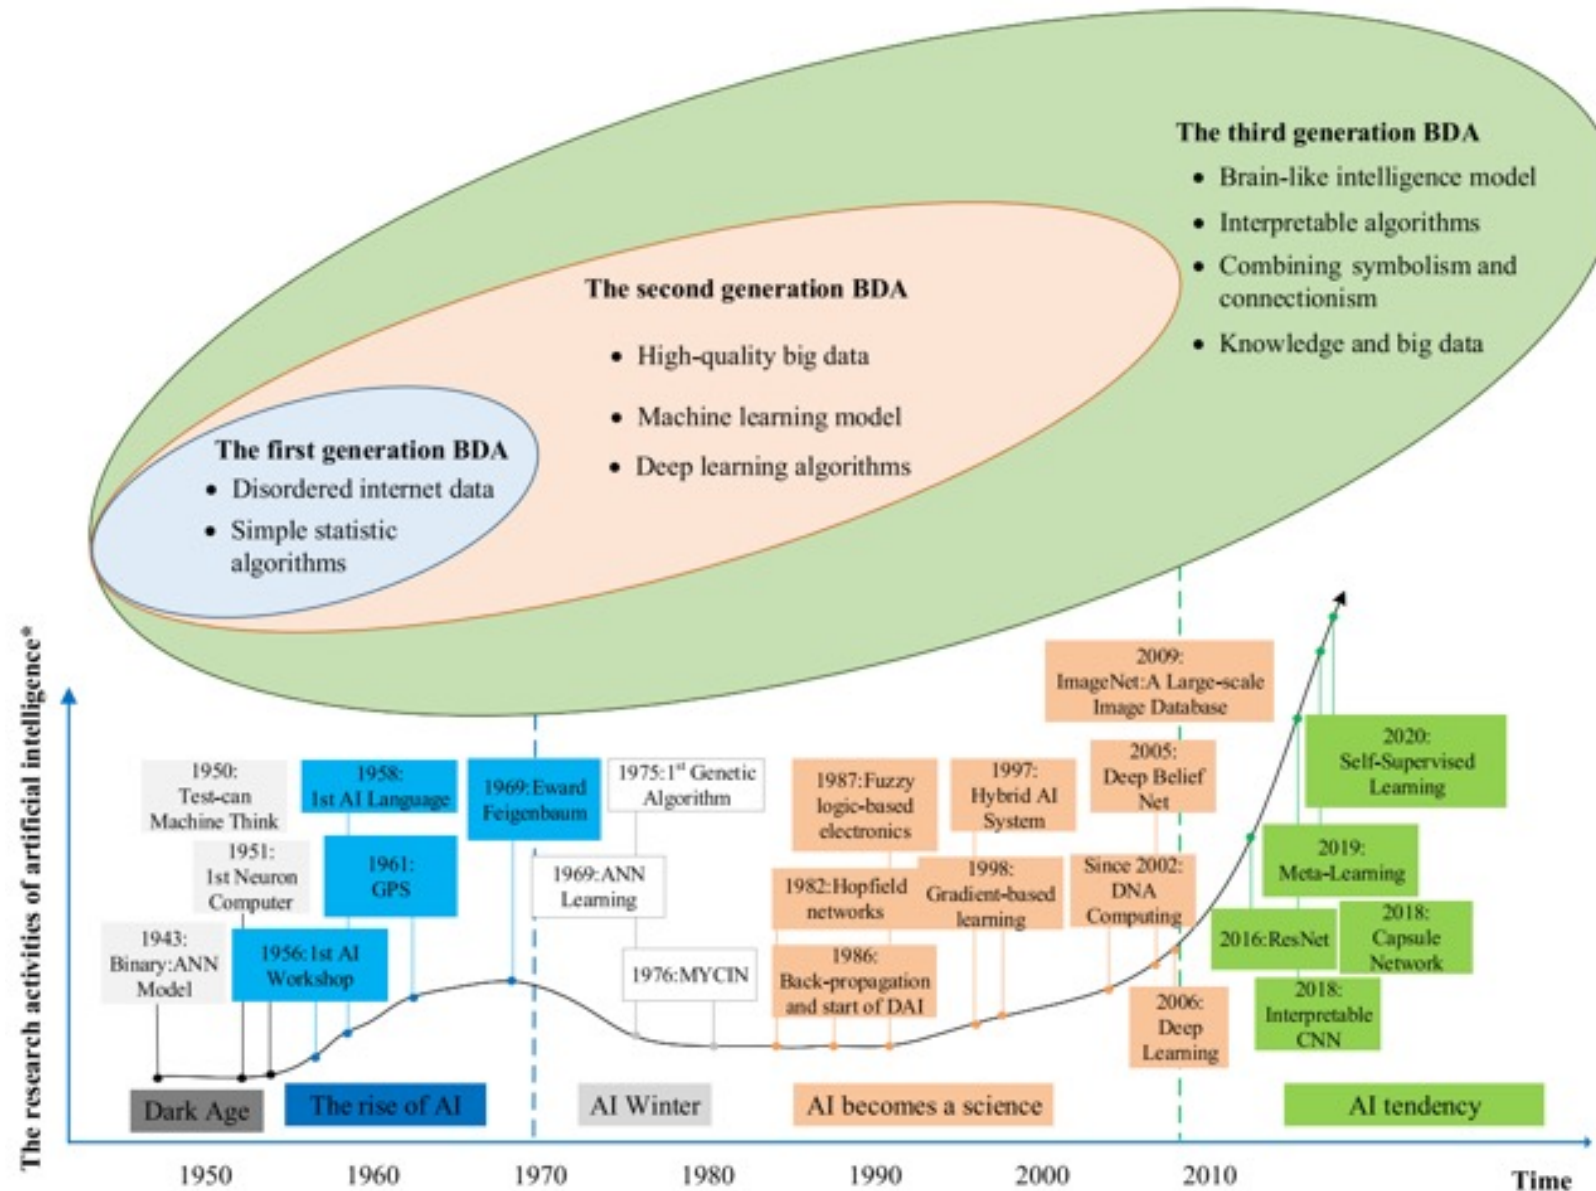 The third generation BDA
• Brain-like intelligence model
• Interpretable algorithms
• Combining symbolism and
connectionism
• Knowledge and big data
The second generation BDA
• High-quality big data
• Machine learning model
• Deep learning algorithms
The first generation BDA
• Disordered internet data
• Simple statistic
algorithms
The research activities of artificial intelligence*
1950:
Test-can
Machine Think
1951:
1st Neuron
Computer
1943:
Binary:ANN
Model
1958:
1st AI Language
1961:
GPS
1956:1st AI
Workshop
1969:Eward
Feigenbaum
1975:1st Genetic
Algorithm
1969:ANN
Learning
1976:MYCIN
1987:Fuzzy
logic-based
electronics
1982:Hopfield
networks
1986:
Back-propagation
and start of DAI
1997:
Hybrid AI
System
1998:
Gradient-based
learning
2009:
ImageNet:A Large-scale
Image Database
2005:
Deep Belief
Net
Since 2002:
DNA
Computing
2006:
Deep
Learning
2020:
Self-Supervised
Learning
2019:
Meta-Learning
2016:ResNet
2018:
Capsule
Network
2018:
Interpretable
CNN
Dark Age
The rise of AI
AI Winter
AI becomes a science
AI tendency
1950
1960
1970
1980
1990
2000
2010
Time